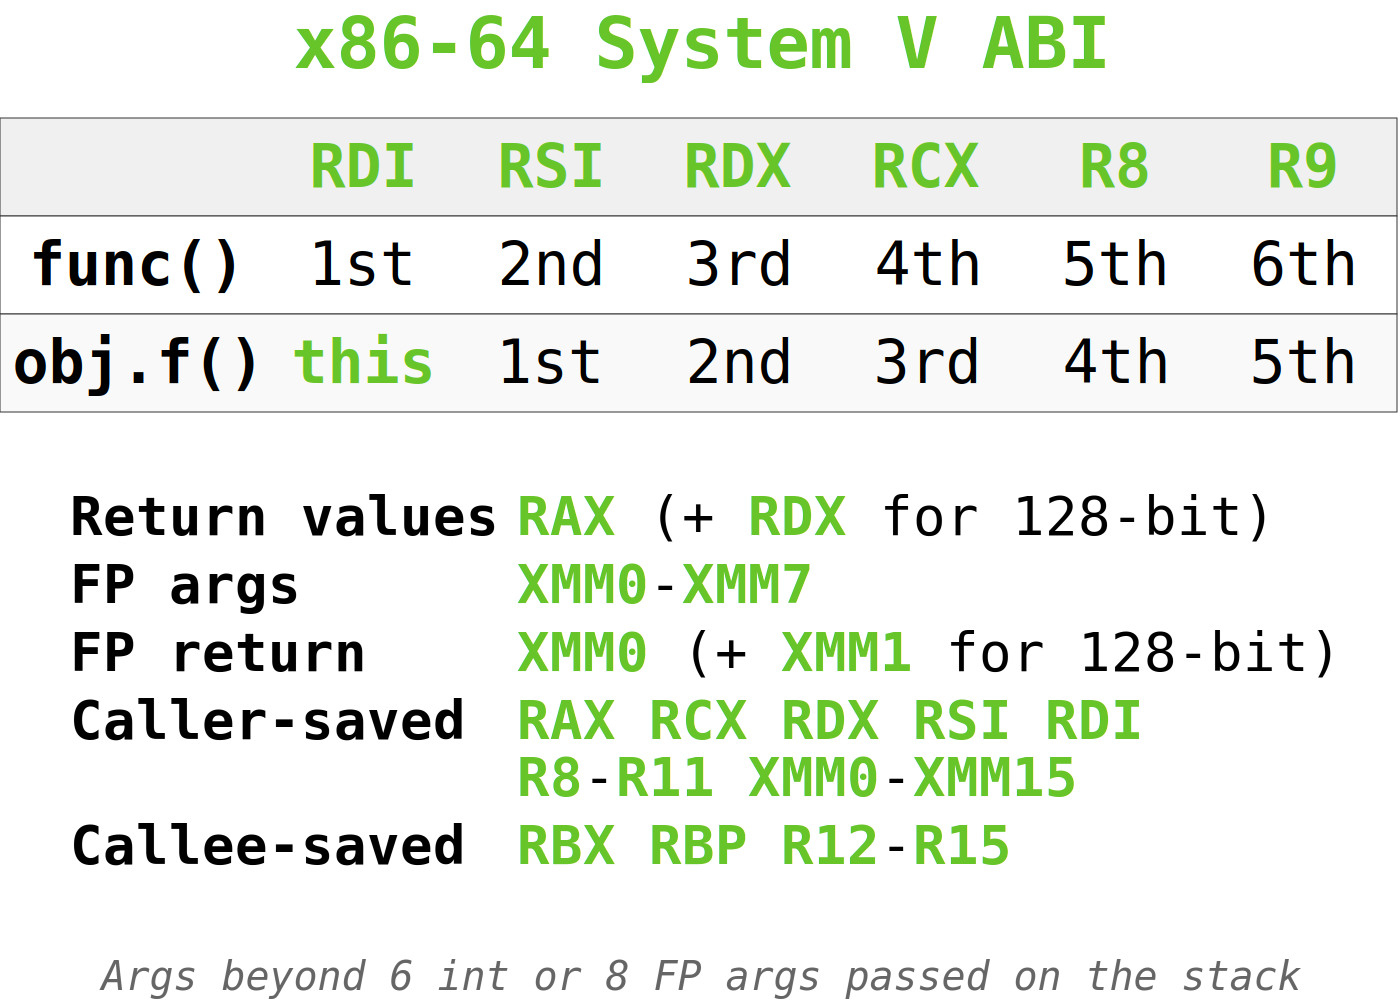 x86-64 System V ABI
RDI RSI RDX RCX R8 R9
func() 1st 2nd 3rd 4th 5th 6th
obj.f() this 1st 2nd 3rd 4th 5th
Return values RAX (+ RDX for 128-bit)
FP args XMM0-XMM7
FP return XMM0 (+ XMM1 for 128-bit)
Caller-saved RAX RCX RDX RSI RDI
R8-R11 XMM0-XMM15
Callee-saved RBX RBP R12-R15
Args beyond 6 int or 8 FP args passed on the stack